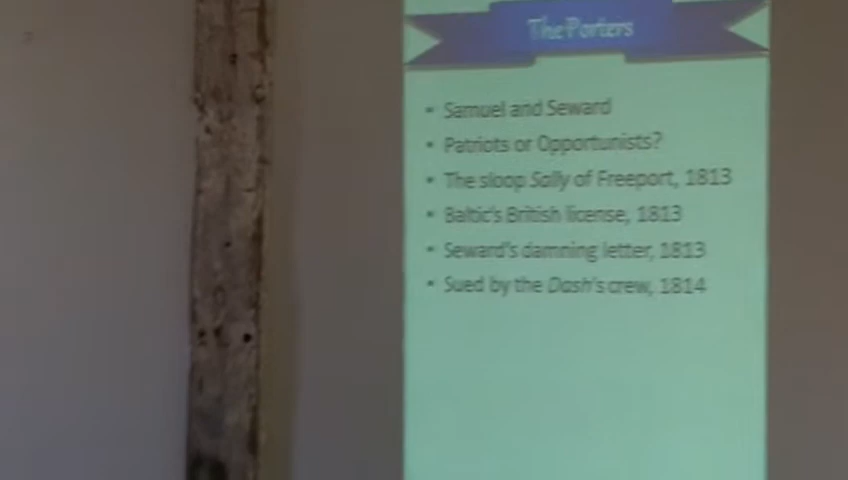 The Porters
• Samuel and Seward
• Patriots or Opportunists?
• The sloop Sally of Freeport, 1813
• Baltic's British license, 1813
• Seward's damning letter, 1813
• Sued by the Dash's crew, 1814